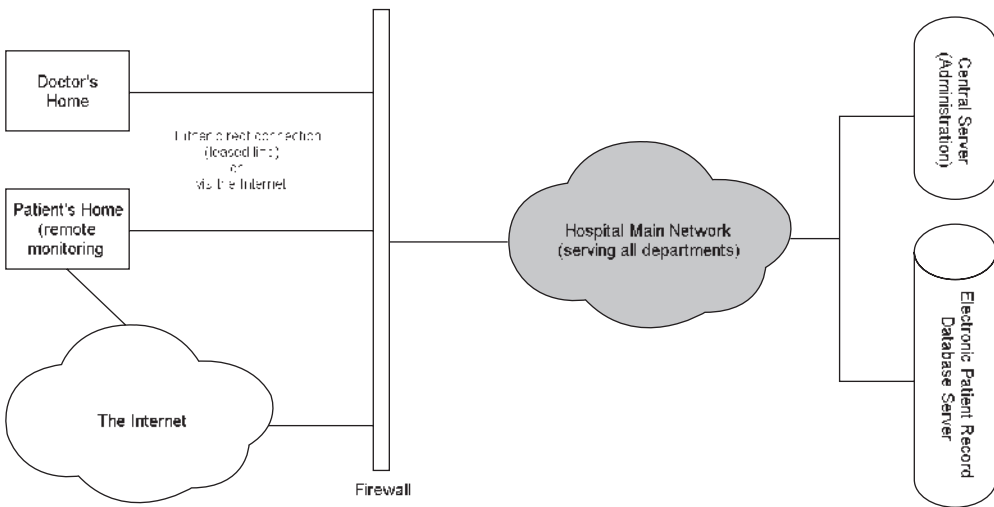 Doctor's
Home
Either direct connection
(leased line)
or
vis the Internet
Patient's Home
(remote
monitoring
The Internet
Firewall
Hospital Main Network
(serving all departments)
Central Server
(Administration)
Electronic Patient Record
Database Server